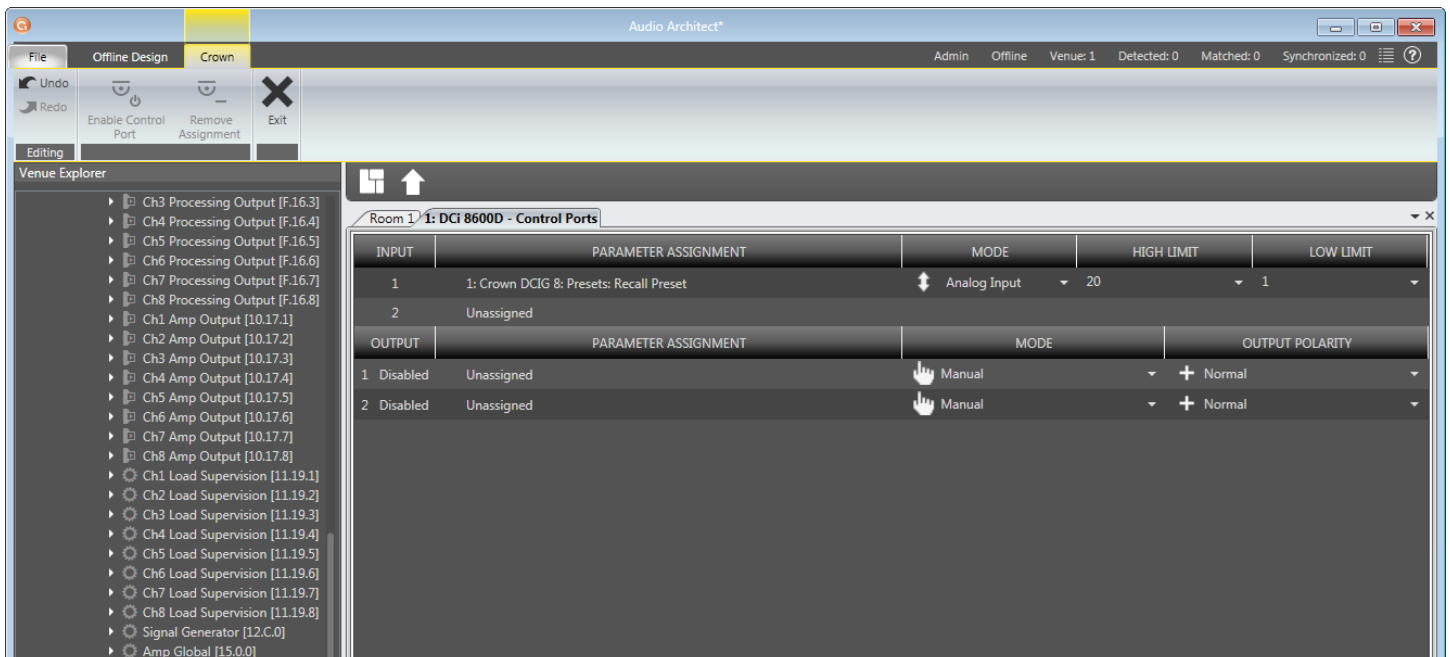 Audio Architect*
File Offline Design Crown Admin Offline Venue: 1 Detected: 0 Matched: 0 Synchronized: 0
Undo
Redo
Enable Control Port
Remove Assignment
Exit
Editing
Venue Explorer
Ch3 Processing Output [F.16.3]
Ch4 Processing Output [F.16.4]
Ch5 Processing Output [F.16.5]
Ch6 Processing Output [F.16.6]
Ch7 Processing Output [F.16.7]
Ch8 Processing Output [F.16.8]
Ch1 Amp Output [10.17.1]
Ch2 Amp Output [10.17.2]
Ch3 Amp Output [10.17.3]
Ch4 Amp Output [10.17.4]
Ch5 Amp Output [10.17.5]
Ch6 Amp Output [10.17.6]
Ch7 Amp Output [10.17.7]
Ch8 Amp Output [10.17.8]
Ch1 Load Supervision [11.19.1]
Ch2 Load Supervision [11.19.2]
Ch3 Load Supervision [11.19.3]
Ch4 Load Supervision [11.19.4]
Ch5 Load Supervision [11.19.5]
Ch6 Load Supervision [11.19.6]
Ch7 Load Supervision [11.19.7]
Ch8 Load Supervision [11.19.8]
Signal Generator [12.C.0]
Amp Global [15.0.0]
Room 1 1: DCi 8600D - Control Ports
INPUT PARAMETER ASSIGNMENT MODE HIGH LIMIT LOW LIMIT
1 1: Crown DCIG 8: Presets: Recall Preset Analog Input 20 1
2 Unassigned
OUTPUT PARAMETER ASSIGNMENT MODE OUTPUT POLARITY
1 Disabled Unassigned Manual Normal
2 Disabled Unassigned Manual Normal